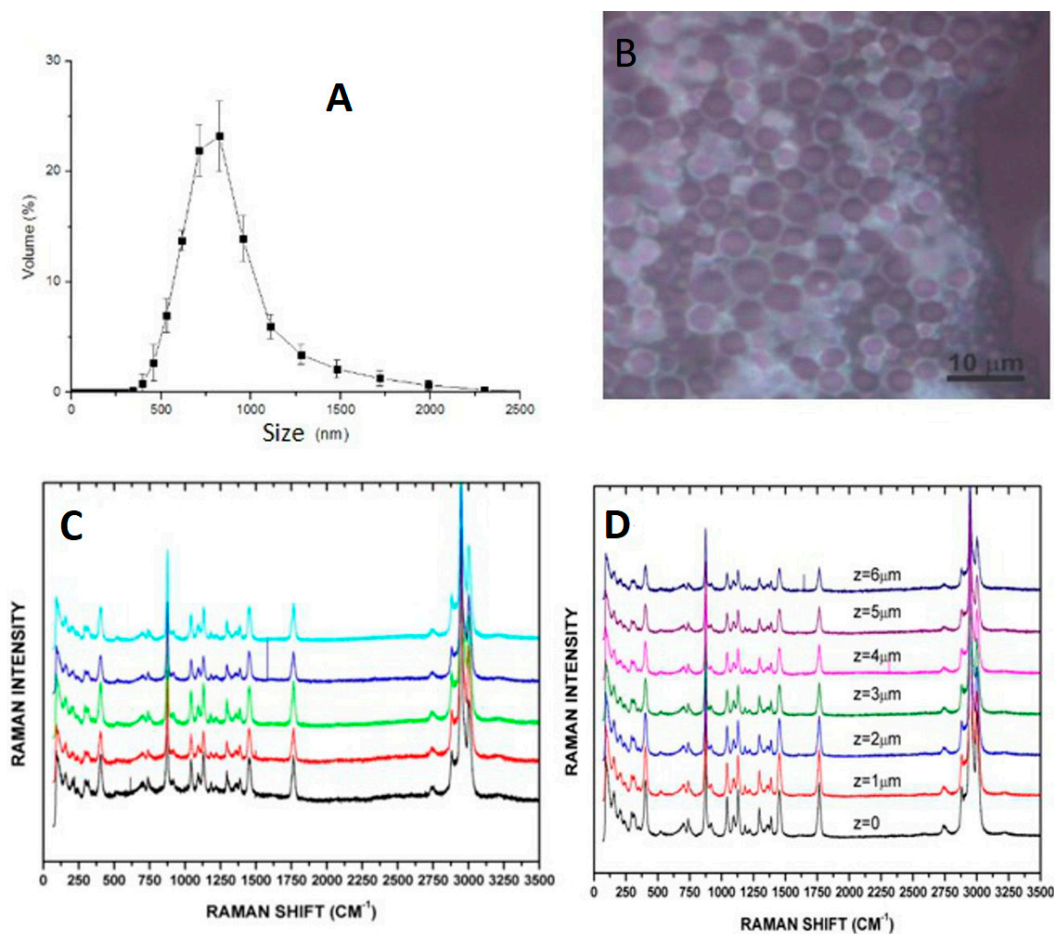 A
30
20
10
0
Volume (%)
0 500 1000 1500 2000 2500
Size (nm)
B
10 μm
C
RAMAN INTENSITY
0 250 500 750 1000 1250 1500 1750 2000 2250 2500 2750 3000 3250 3500
RAMAN SHIFT (CM⁻¹)
D
RAMAN INTENSITY
z=6μm
z=5μm
z=4μm
z=3μm
z=2μm
z=1μm
z=0
0 250 500 750 1000 1250 1500 1750 2000 2250 2500 2750 3000 3250 3500
RAMAN SHIFT (CM⁻¹)